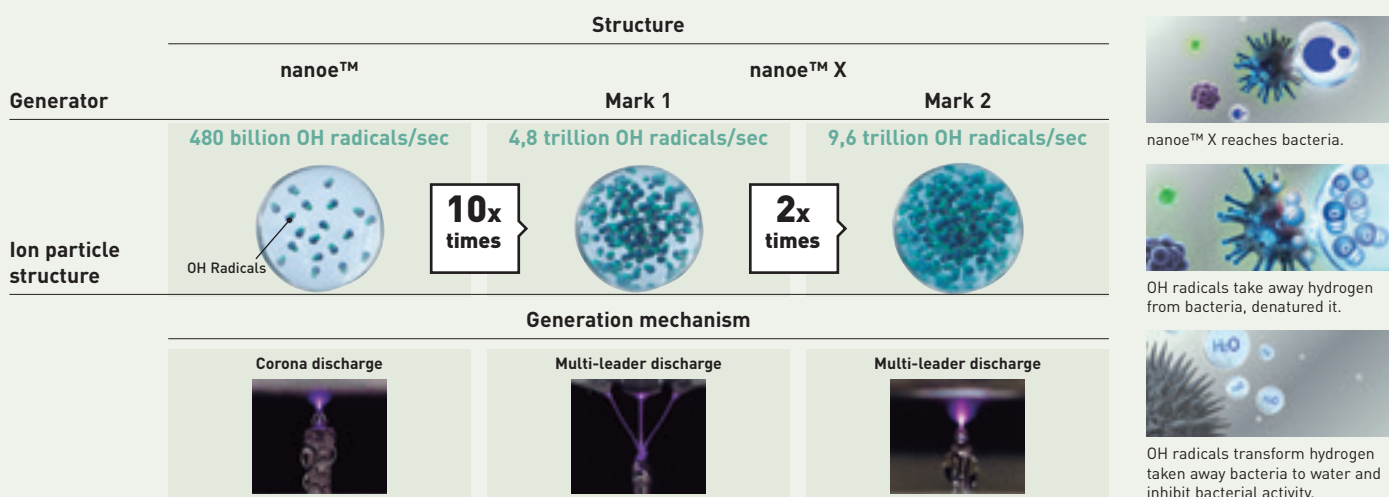 Structure
nanoe™
nanoe™ X
Generator
Mark 1
Mark 2
480 billion OH radicals/sec
4,8 trillion OH radicals/sec
9,6 trillion OH radicals/sec
10x
times
2x
times
OH Radicals
Ion particle
structure
Generation mechanism
Corona discharge
Multi-leader discharge
Multi-leader discharge
nanoe™ X reaches bacteria.
OH radicals take away hydrogen
from bacteria, denatured it.
H₂O
OH radicals transform hydrogen
taken away bacteria to water and
inhibit bacterial activity.